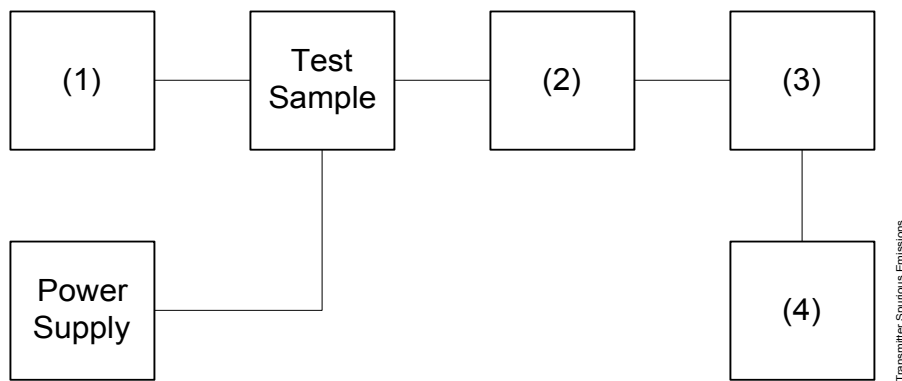 (1)
Test
Sample
(2)
(3)
Power
Supply
(4)
Transmitter Spurious Emissions